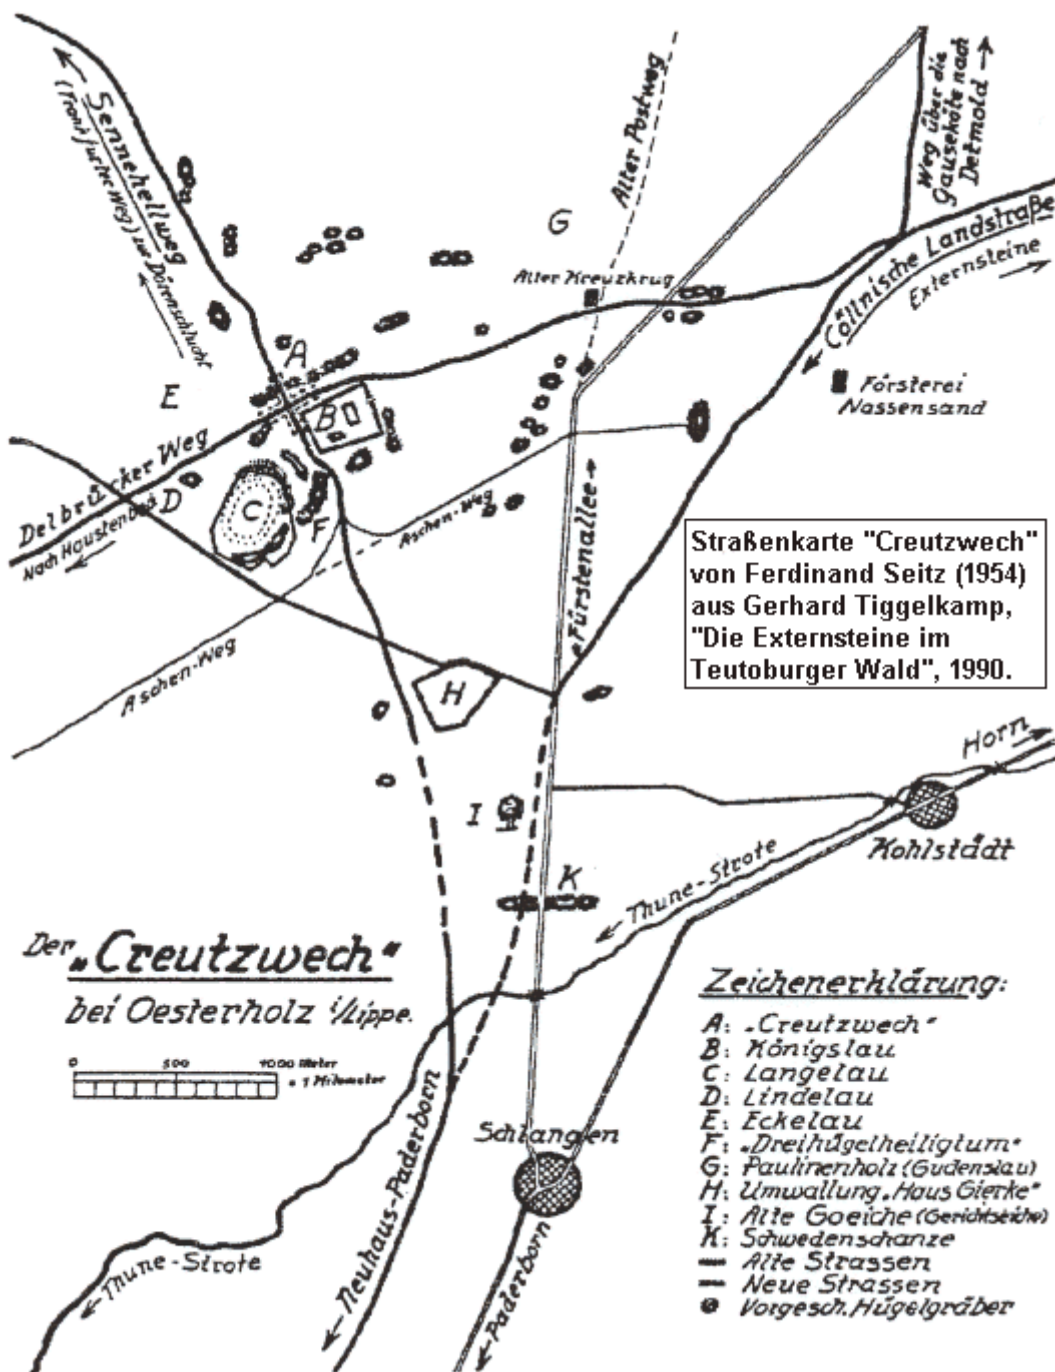 Sennehellweg
(Frankfurter Weg) zur Dörenschlucht
Alter Postweg
Weg über die
Gauseköte nach
Detmold
Cöllnische Landstraße
Externsteine
G
Alter Kreuzkrug
A
E
B
Försterei
Nassensand
Delbrücker Weg
D
C
F
Nach Haustenbeck
Aschen-Weg
Fürstenallee
Straßenkarte "Creutzwech"
von Ferdinand Seitz (1954)
aus Gerhard Tiggelkamp,
"Die Externsteine im
Teutoburger Wald", 1990.
Aschen-Weg
H
Horn
I
Kohlstädt
K
Thune-Strote
Der „Creutzwech"
bei Oesterholz i/Lippe.
0 500 1000 Meter
= 1 Kilometer
Zeichenerklärung:
A: „Creutzwech"
B: Königslau
C: Langelau
D: Lindelau
E: Eckelau
F: „Dreihügelheiligtum"
G: Paulinenholz (Gudenslau)
H: Umwallung „Haus Gierke"
I: Alte Goeiche (Gerichtseiche)
K: Schwedenschanze
Alte Strassen
Neue Strassen
Vorgesch. Hügelgräber
Schlangen
Thune-Strote
Neuhaus-Paderborn
Paderborn